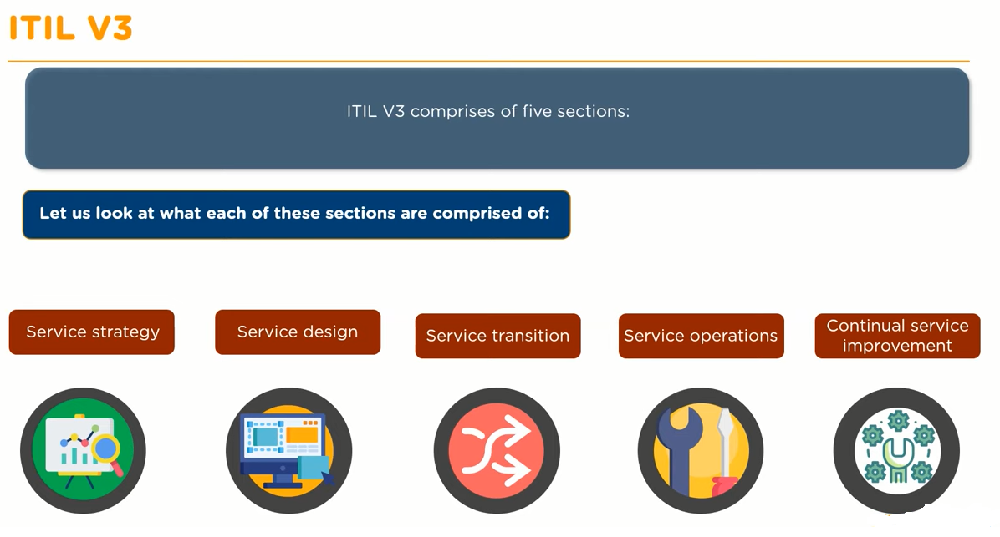 ITIL V3
ITIL V3 comprises of five sections:
Let us look at what each of these sections are comprised of:
Service strategy
Service design
Service transition
Service operations
Continual service
improvement